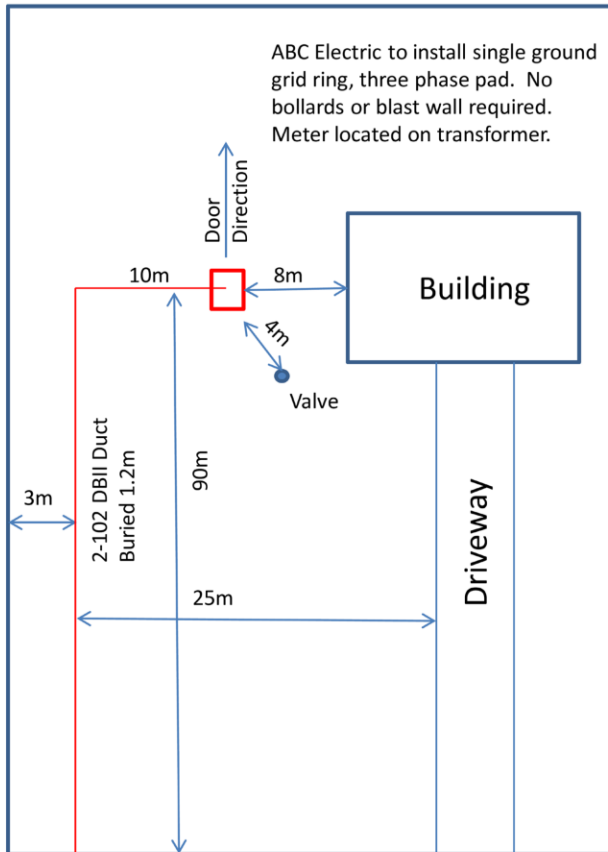 ABC Electric to install single ground
grid ring, three phase pad.  No
bollards or blast wall required.
Meter located on transformer.
Door
Direction
10m
8m
Building
4m
Valve
2-102 DBII Duct
Buried 1.2m
90m
3m
Driveway
25m